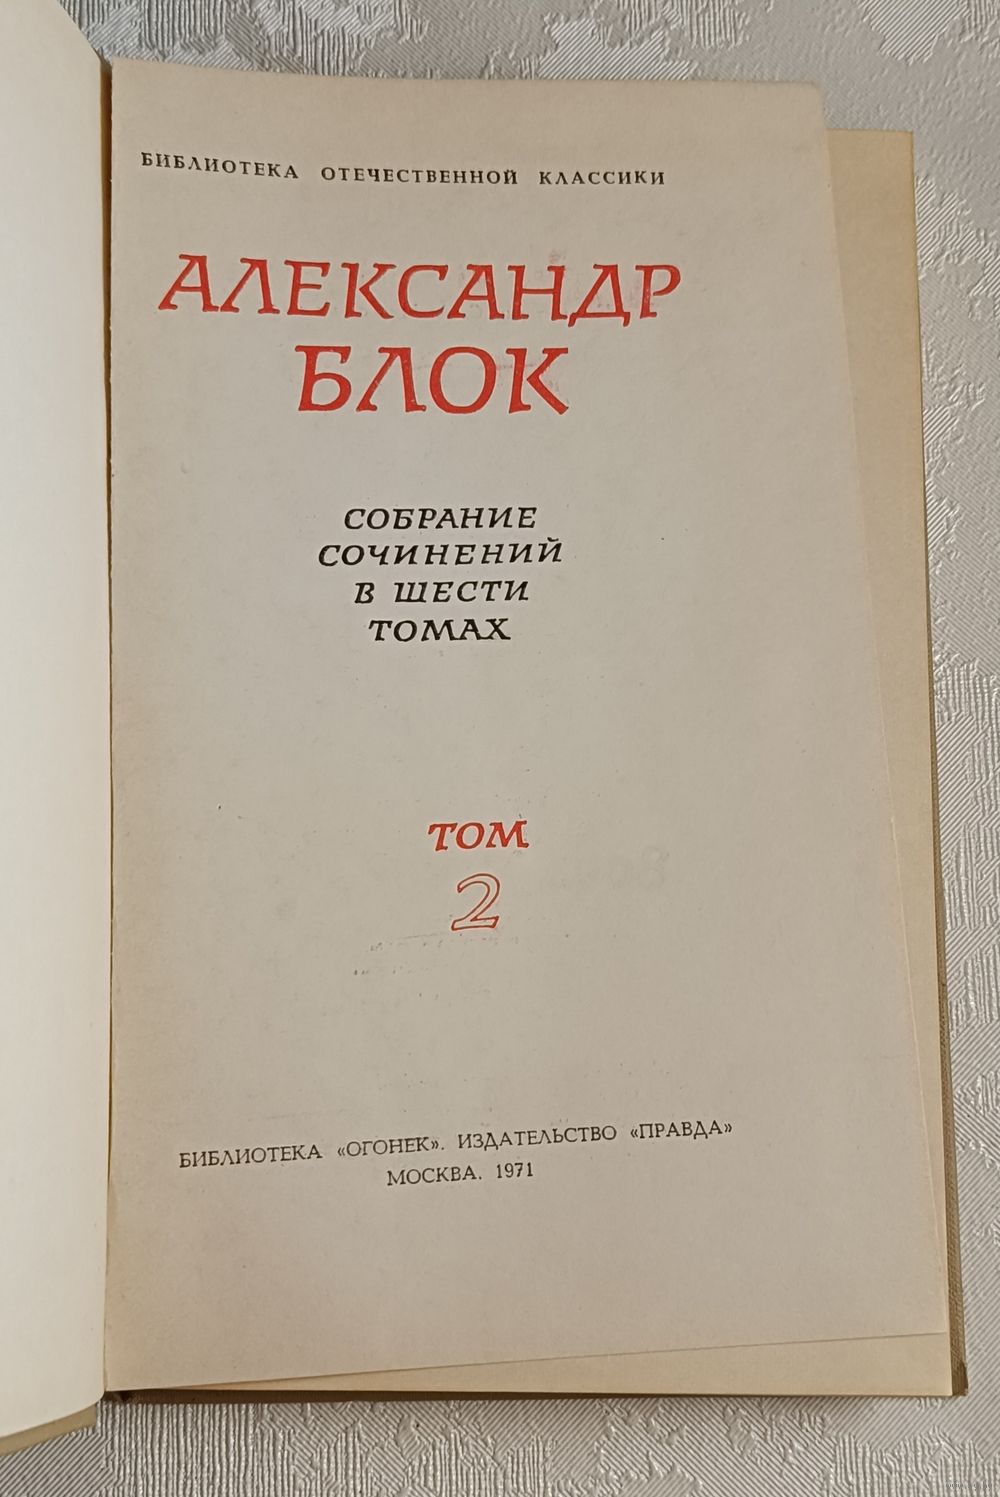 БИБЛИОТЕКА ОТЕЧЕСТВЕННОЙ КЛАССИКИ
АЛЕКСАНДР
БЛОК
СОБРАНИЕ
СОЧИНЕНИЙ
В ШЕСТИ
ТОМАХ
ТОМ
2
БИБЛИОТЕКА «ОГОНЕК». ИЗДАТЕЛЬСТВО «ПРАВДА»
МОСКВА. 1971